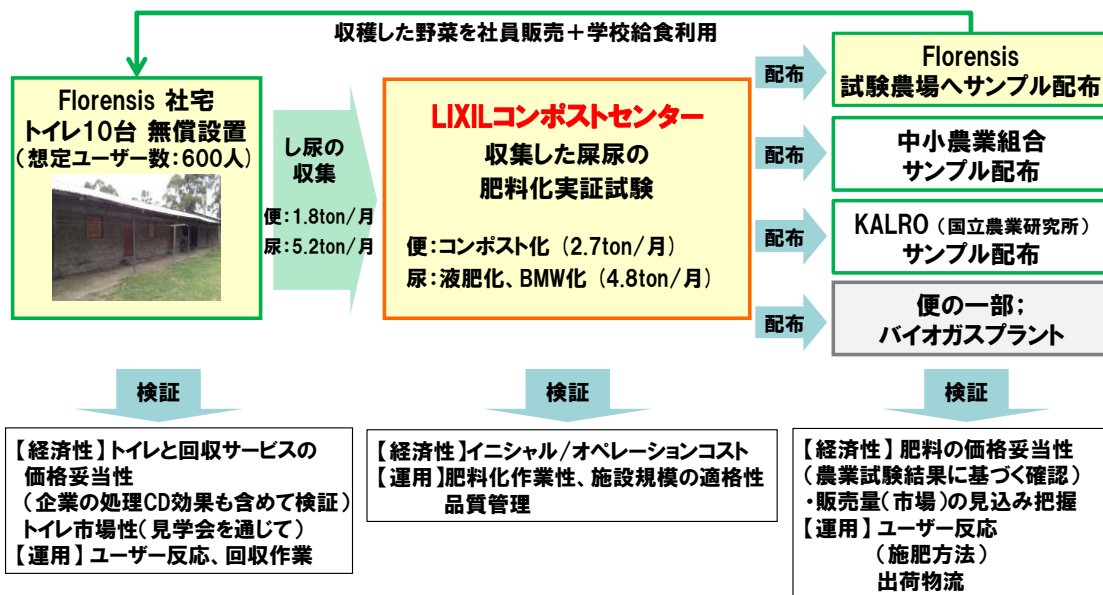 収穫した野菜を社員販売＋学校給食利用
Florensis 社宅
トイレ10台 無償設置
（想定ユーザー数：600人）
し尿の
収集
便：1.8ton/月
尿：5.2ton/月
LIXILコンポストセンター
収集した屎尿の
肥料化実証試験
便：コンポスト化（2.7ton/月）
尿：液肥化、BMW化（4.8ton/月）
配布
Florensis
試験農場へサンプル配布
配布
中小農業組合
サンプル配布
配布
KALRO（国立農業研究所）
サンプル配布
配布
便の一部；
バイオガスプラント
検証
【経済性】トイレと回収サービスの
価格妥当性
（企業の処理CD効果も含めて検証）
トイレ市場性（見学会を通じて）
【運用】ユーザー反応、回収作業
検証
【経済性】イニシャル/オペレーションコスト
【運用】肥料化作業性、施設規模の適格性
品質管理
検証
【経済性】肥料の価格妥当性
（農業試験結果に基づく確認）
・販売量（市場）の見込み把握
【運用】ユーザー反応
（施肥方法）
出荷物流